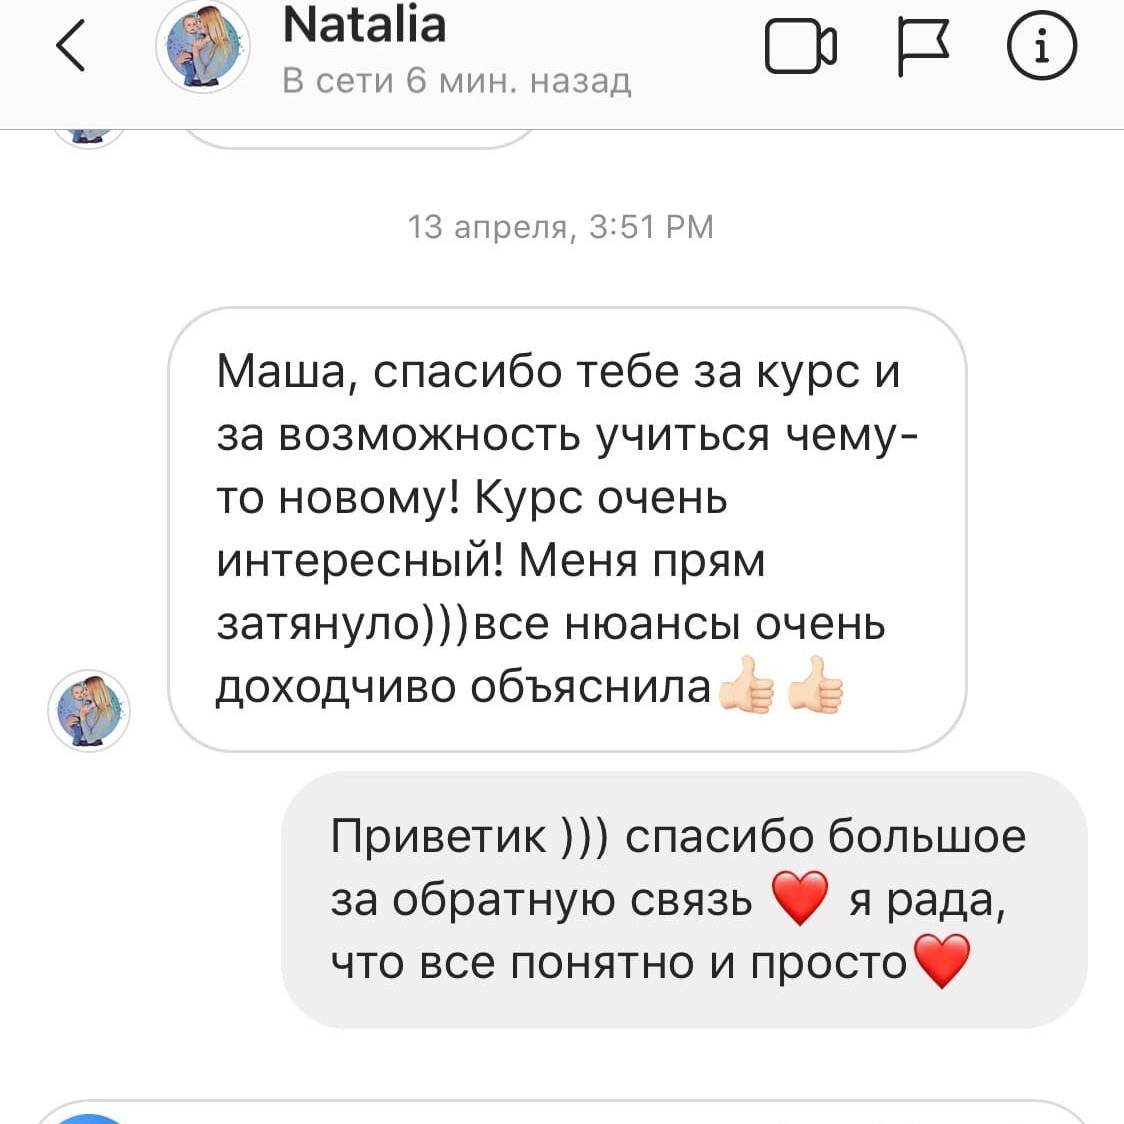 Natalia
В сети 6 мин. назад
13 апреля, 3:51 PM
Маша, спасибо тебе за курс и
за возможность учиться чему-
то новому! Курс очень
интересный! Меня прям
затянуло)))все нюансы очень
доходчиво объяснила👍🏻👍🏻
Приветик ))) спасибо большое
за обратную связь ❤️ я рада,
что все понятно и просто❤️